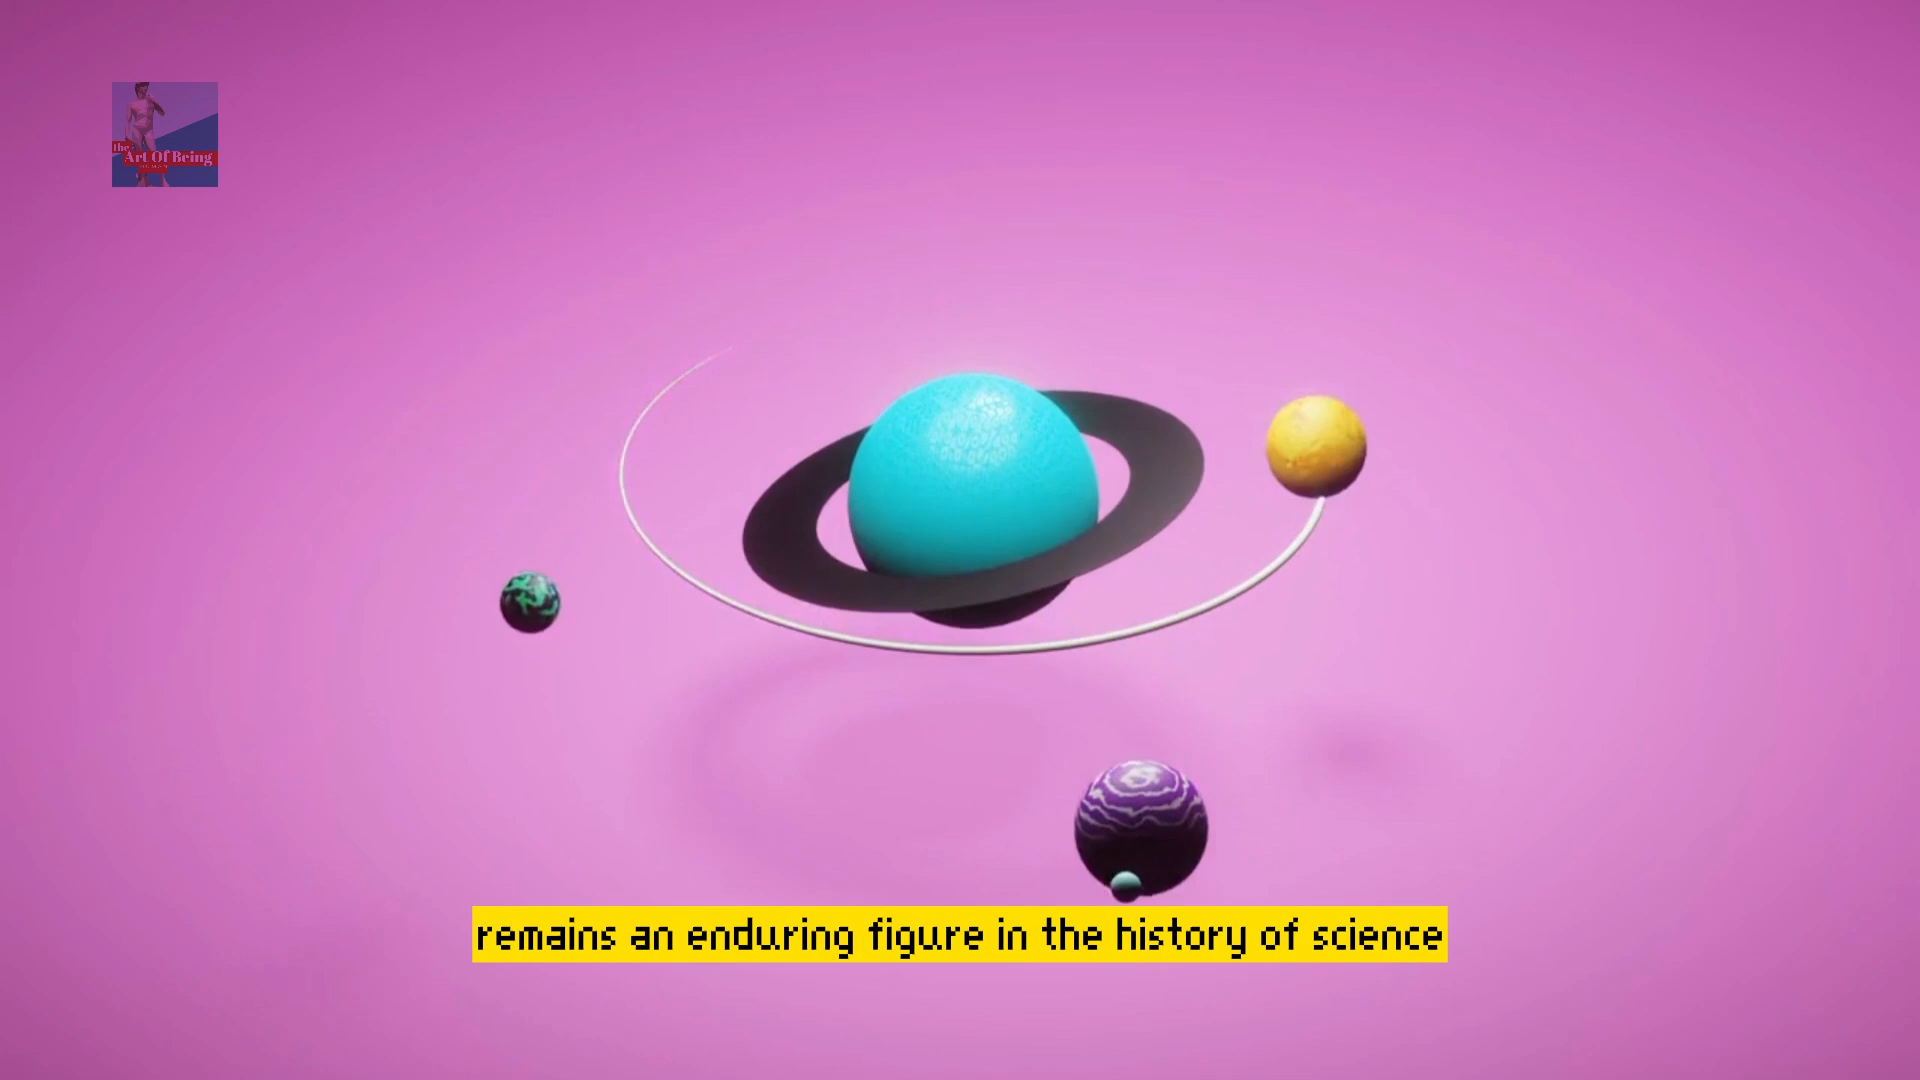 the
Art Of Being
remains an enduring figure in the history of science